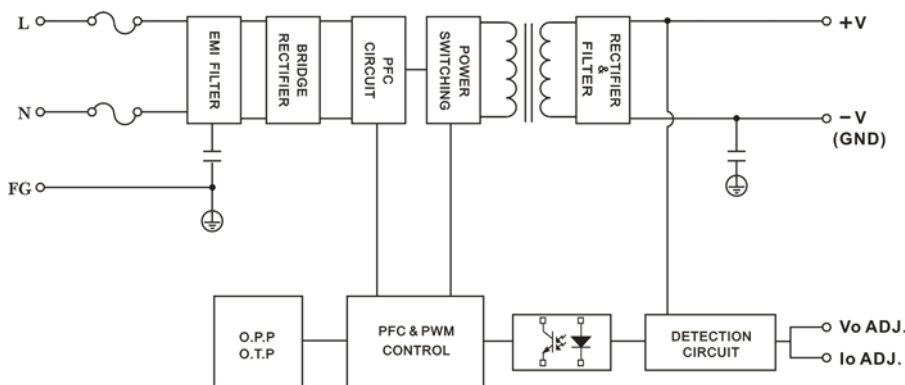 L
EMI FILTER
BRIDGE
RECTIFIER
PFC
CIRCUIT
POWER
SWITCHING
RECTIFIER
&
FILTER
+V
N
−V
(GND)
FG
O.P.P
O.T.P
PFC & PWM
CONTROL
DETECTION
CIRCUIT
Vo ADJ.
Io ADJ.